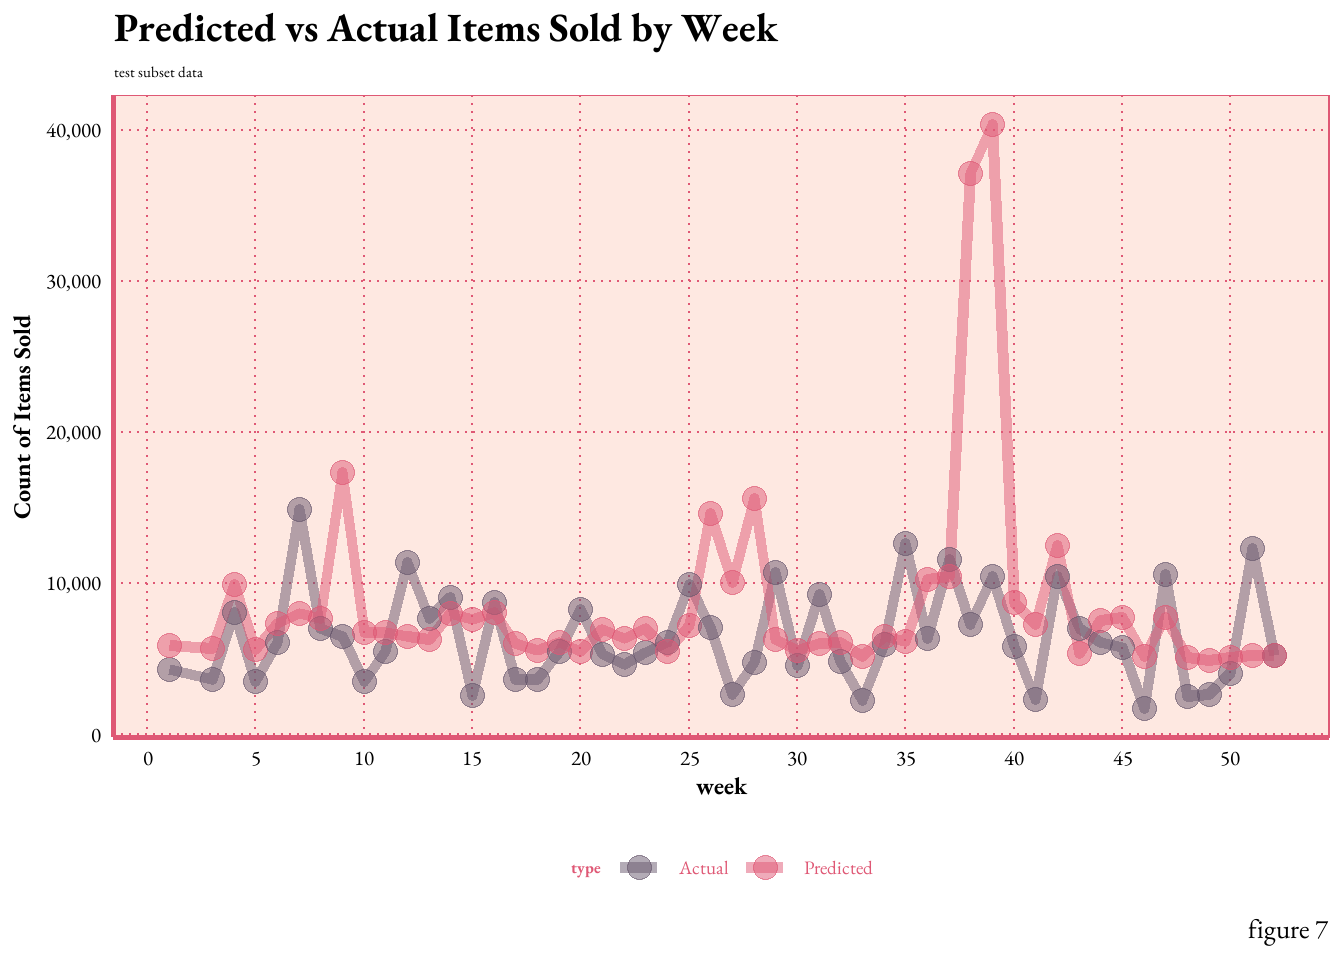 Predicted vs Actual Items Sold by Week
test subset data
Count of Items Sold
40,000
30,000
20,000
10,000
0
0 5 10 15 20 25 30 35 40 45 50
week
type Actual Predicted
figure 7